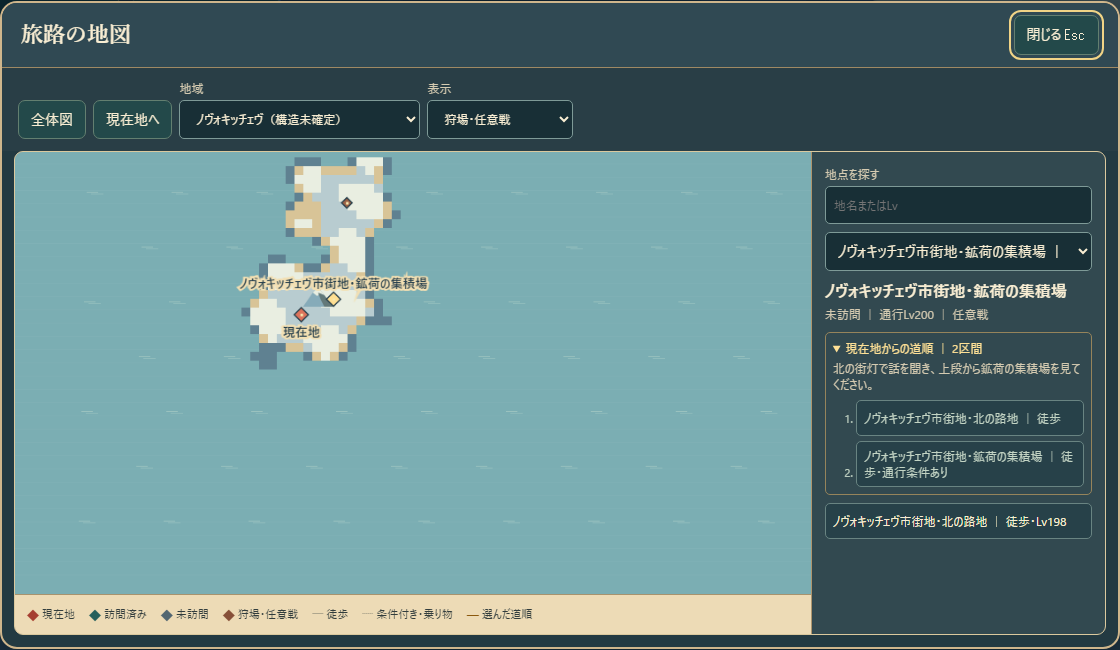 旅路の地図
閉じる Esc
地域
表示
全体図
現在地へ
ノヴォキッチェヴ（構造未確定）
狩場・任意戦
ノヴォキッチェヴ市街地・鉱荷の集積場
現在地
地点を探す
地名またはLv
ノヴォキッチェヴ市街地・鉱荷の集積場 |
ノヴォキッチェヴ市街地・鉱荷の集積場
未訪問 | 通行Lv200 | 任意戦
▼ 現在地からの道順 | 2区間
北の街灯で話を聞き、上段から鉱荷の集積場を見て
ください。
1. ノヴォキッチェヴ市街地・北の路地 | 徒歩
ノヴォキッチェヴ市街地・鉱荷の集積場 | 徒
2. 歩・通行条件あり
ノヴォキッチェヴ市街地・北の路地 | 徒歩・Lv198
現在地 訪問済み 未訪問 狩場・任意戦 徒歩 条件付き・乗り物 選んだ道順